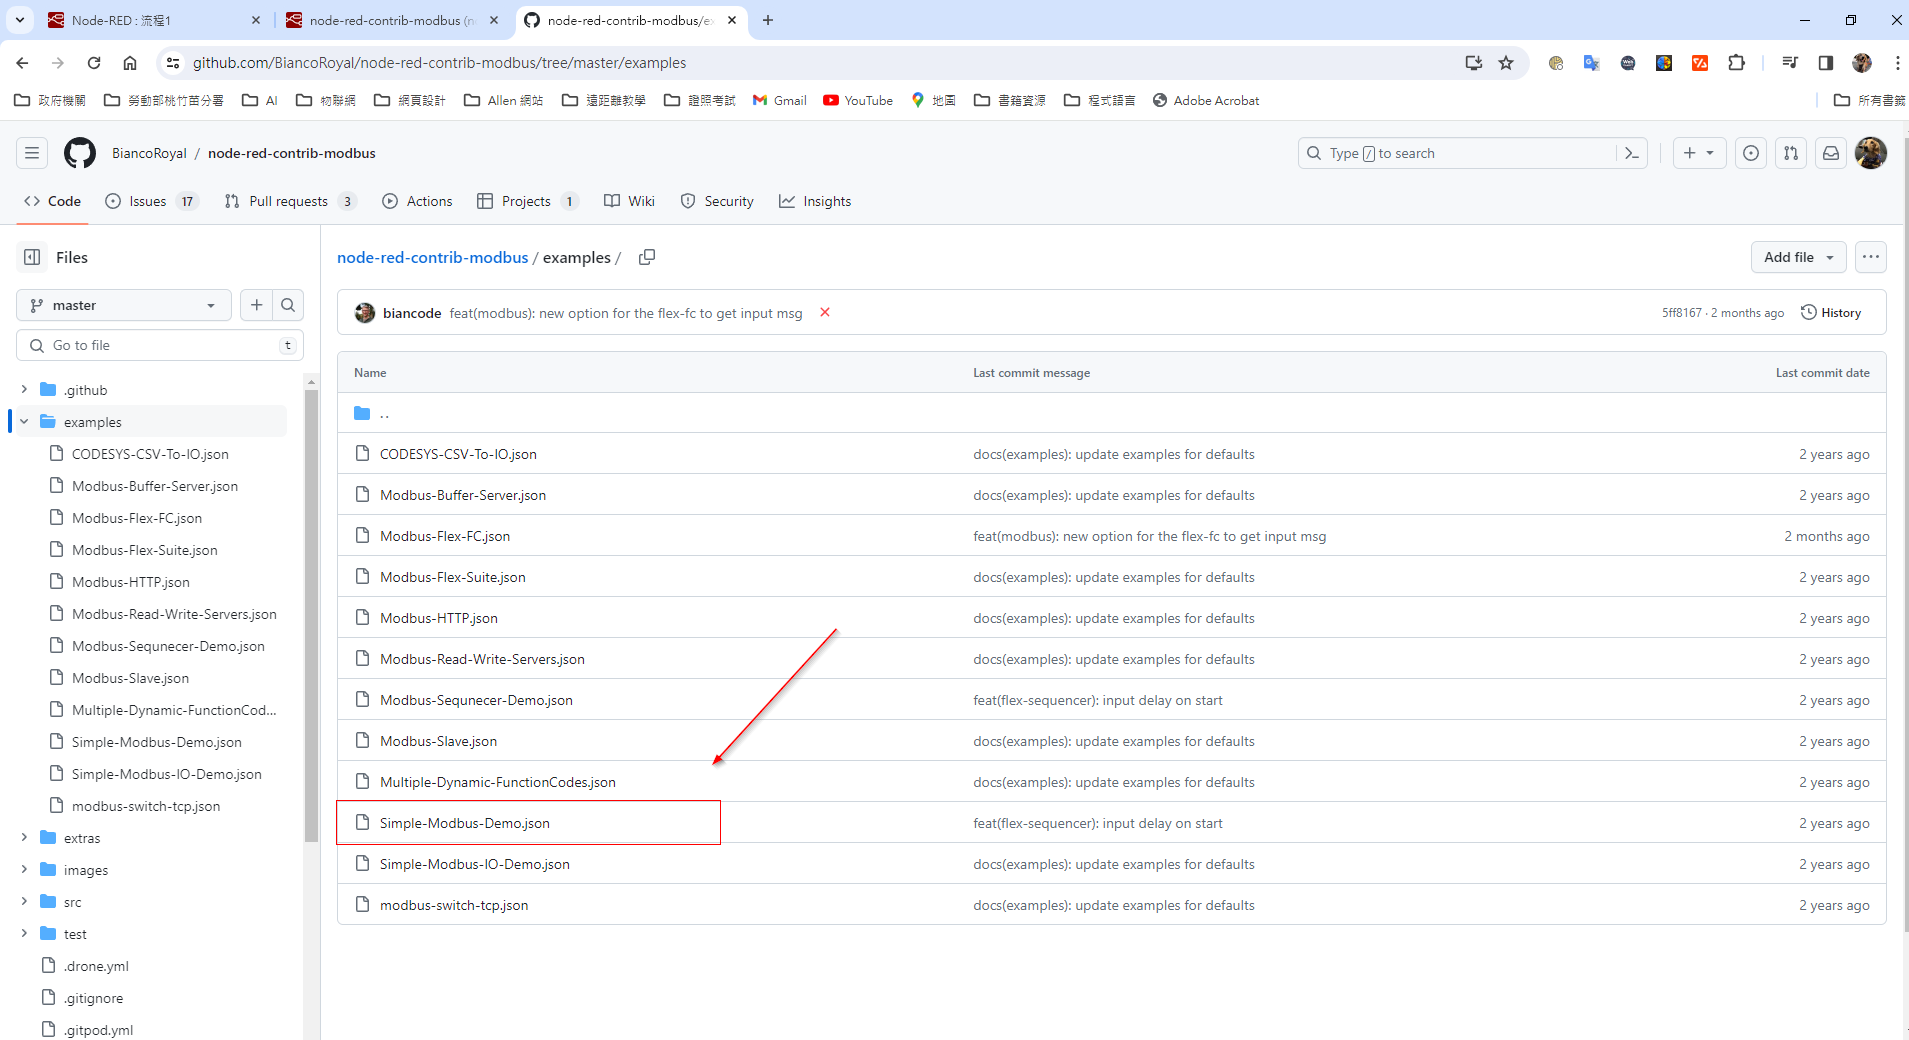 Node-RED : 流程1
node-red-contrib-modbus (n
node-red-contrib-modbus/e
github.com/BiancoRoyal/node-red-contrib-modbus/tree/master/examples
政府機關 勞動部桃竹苗分署 AI 物聯網 網頁設計 Allen 網站 遠距離教學 證照考試 Gmail YouTube 地圖 書籍資源 程式語言 Adobe Acrobat 所有書籤
BiancoRoyal / node-red-contrib-modbus
Type / to search
Code Issues 17 Pull requests 3 Actions Projects 1 Wiki Security Insights
Files
master
Go to file t
.github
examples
CODESYS-CSV-To-IO.json
Modbus-Buffer-Server.json
Modbus-Flex-FC.json
Modbus-Flex-Suite.json
Modbus-HTTP.json
Modbus-Read-Write-Servers.json
Modbus-Sequnecer-Demo.json
Modbus-Slave.json
Multiple-Dynamic-FunctionCod...
Simple-Modbus-Demo.json
Simple-Modbus-IO-Demo.json
modbus-switch-tcp.json
extras
images
src
test
.drone.yml
.gitignore
.gitpod.yml
node-red-contrib-modbus / examples /
Add file
biancode feat(modbus): new option for the flex-fc to get input msg
5ff8167 · 2 months ago History
Name Last commit message Last commit date
..
CODESYS-CSV-To-IO.json docs(examples): update examples for defaults 2 years ago
Modbus-Buffer-Server.json docs(examples): update examples for defaults 2 years ago
Modbus-Flex-FC.json feat(modbus): new option for the flex-fc to get input msg 2 months ago
Modbus-Flex-Suite.json docs(examples): update examples for defaults 2 years ago
Modbus-HTTP.json docs(examples): update examples for defaults 2 years ago
Modbus-Read-Write-Servers.json docs(examples): update examples for defaults 2 years ago
Modbus-Sequnecer-Demo.json feat(flex-sequencer): input delay on start 2 years ago
Modbus-Slave.json docs(examples): update examples for defaults 2 years ago
Multiple-Dynamic-FunctionCodes.json docs(examples): update examples for defaults 2 years ago
Simple-Modbus-Demo.json feat(flex-sequencer): input delay on start 2 years ago
Simple-Modbus-IO-Demo.json docs(examples): update examples for defaults 2 years ago
modbus-switch-tcp.json docs(examples): update examples for defaults 2 years ago